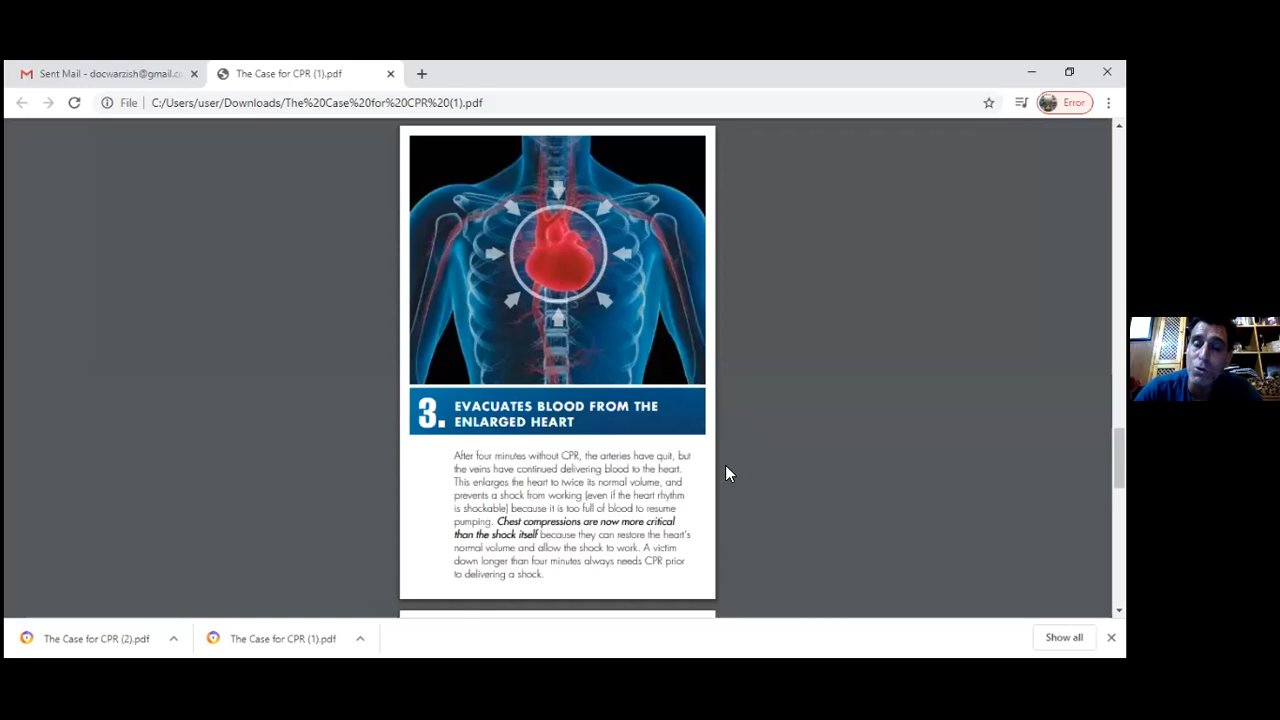 Sent Mail - docwarzish@gmail.co
The Case for CPR (1).pdf
File
C:/Users/user/Downloads/The%20Case%20for%20CPR%20(1).pdf
Error
3. EVACUATES BLOOD FROM THE
ENLARGED HEART
After four minutes without CPR, the arteries have quit, but
the veins have continued delivering blood to the heart.
This enlarges the heart to twice its normal volume, and
prevents a shock from working (even if the heart rhythm
is shockable) because it is too full of blood to resume
pumping. Chest compressions are now more critical
than the shock itself because they can restore the heart's
normal volume and allow the shock to work. A victim
down longer than four minutes always needs CPR prior
to delivering a shock.
The Case for CPR (2).pdf
The Case for CPR (1).pdf
Show all